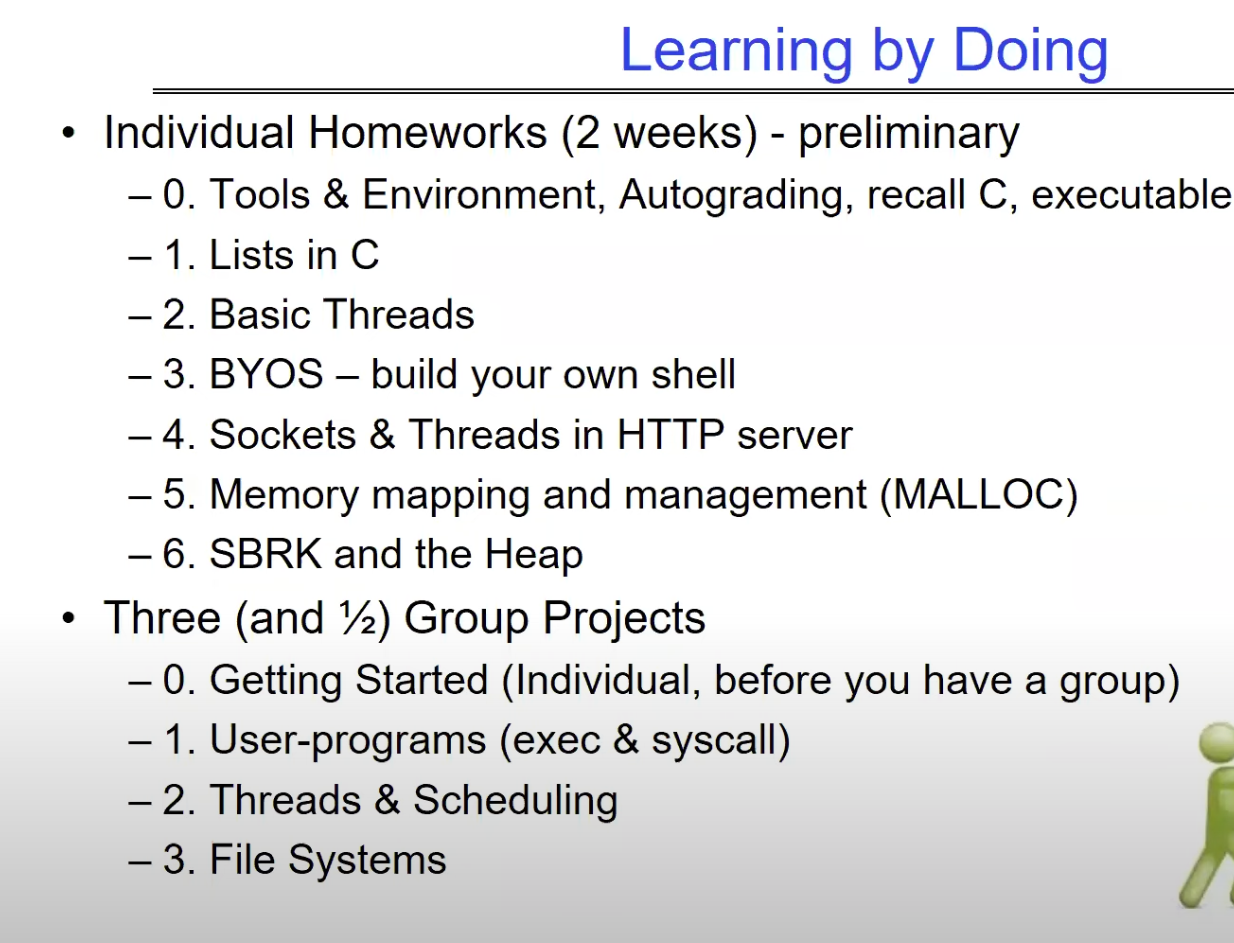 Learning by Doing
• Individual Homeworks (2 weeks) - preliminary
– 0. Tools & Environment, Autograding, recall C, executable
– 1. Lists in C
– 2. Basic Threads
– 3. BYOS – build your own shell
– 4. Sockets & Threads in HTTP server
– 5. Memory mapping and management (MALLOC)
– 6. SBRK and the Heap
• Three (and ½) Group Projects
– 0. Getting Started (Individual, before you have a group)
– 1. User-programs (exec & syscall)
– 2. Threads & Scheduling
– 3. File Systems